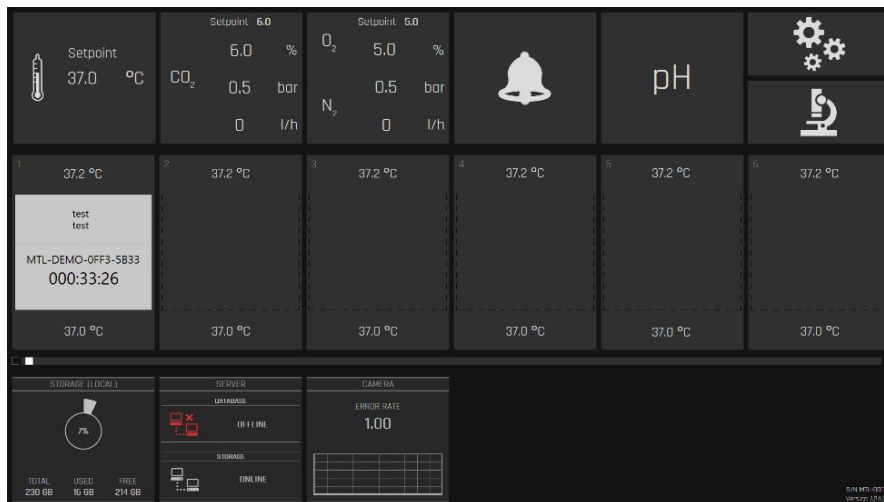 Setpoint
37.0 °C
Setpoint 6.0
CO2
6.0 %
0.5 bar
0 l/h
Setpoint 5.0
O2
5.0 %
N2
0.5 bar
0 l/h
pH
1
37.2 °C
test
test
MTL-DEMO-0FF3-5B33
000:33:26
37.0 °C
2
37.2 °C
37.0 °C
3
37.2 °C
37.0 °C
4
37.2 °C
37.0 °C
5
37.2 °C
37.0 °C
6
37.2 °C
37.0 °C
STORAGE (LOCAL)
7%
TOTAL USED FREE
230 GB 16 GB 214 GB
SERVER
DATABASE
OFFLINE
STORAGE
ONLINE
CAMERA
ERROR RATE
1.00
S/N
Version